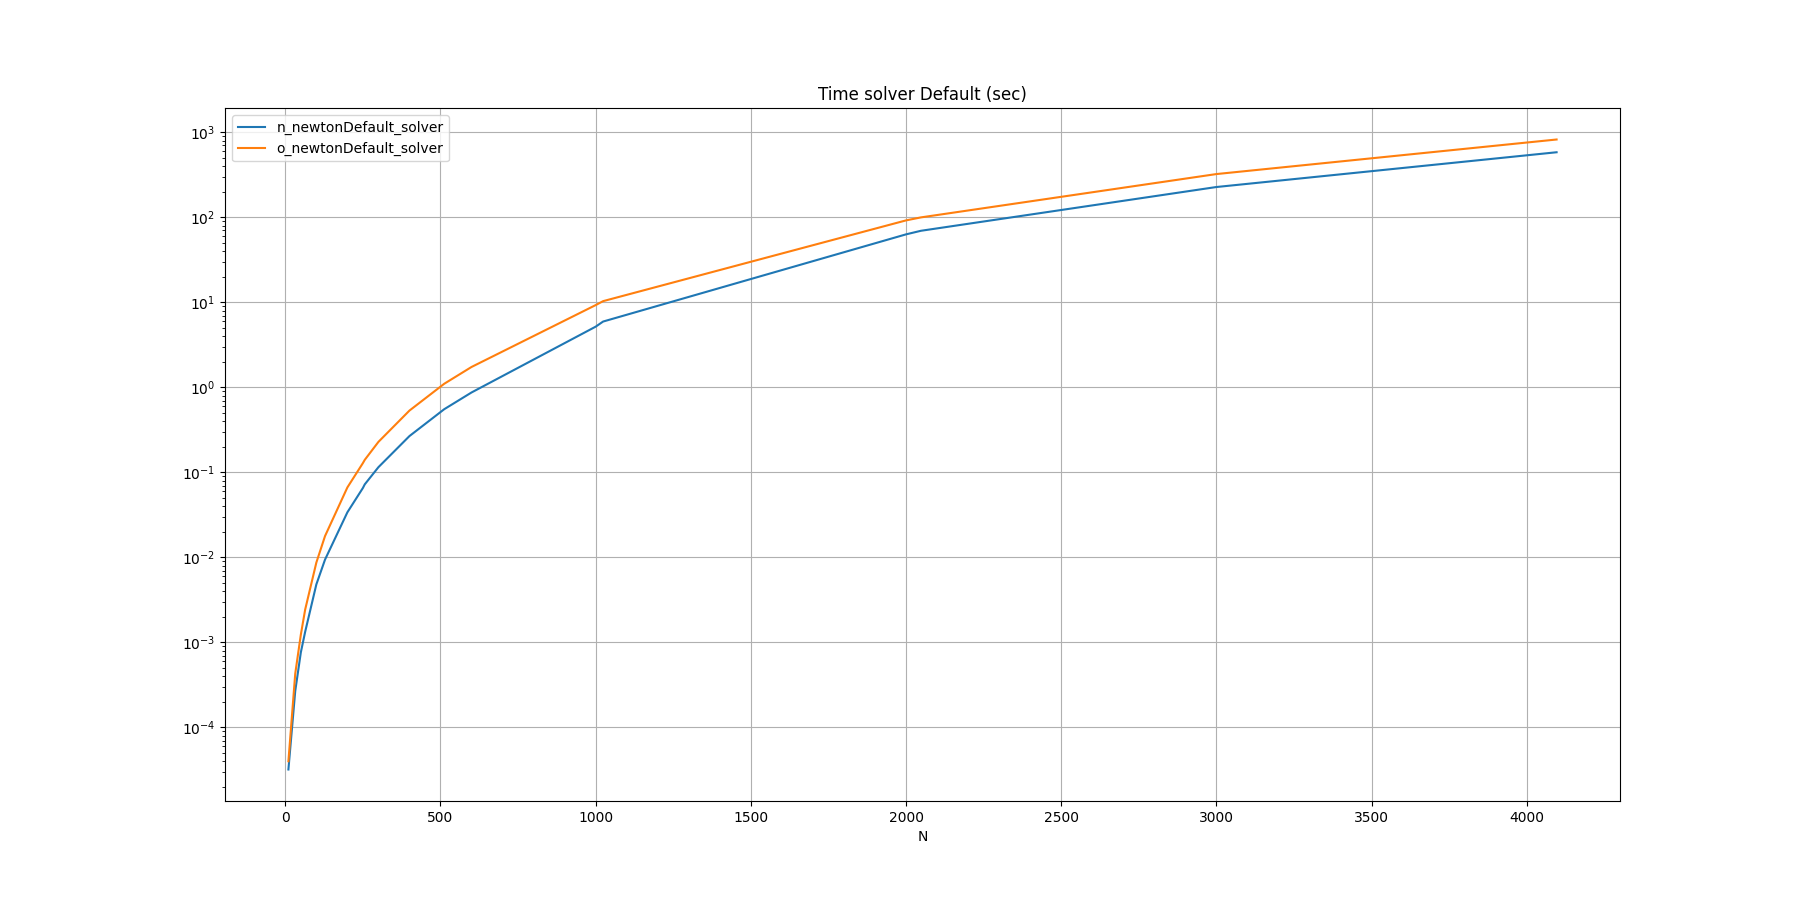 Time solver Default (sec)
n_newtonDefault_solver
o_newtonDefault_solver
10³
10²
10¹
10⁰
10⁻¹
10⁻²
10⁻³
10⁻⁴
0 500 1000 1500 2000 2500 3000 3500 4000
N